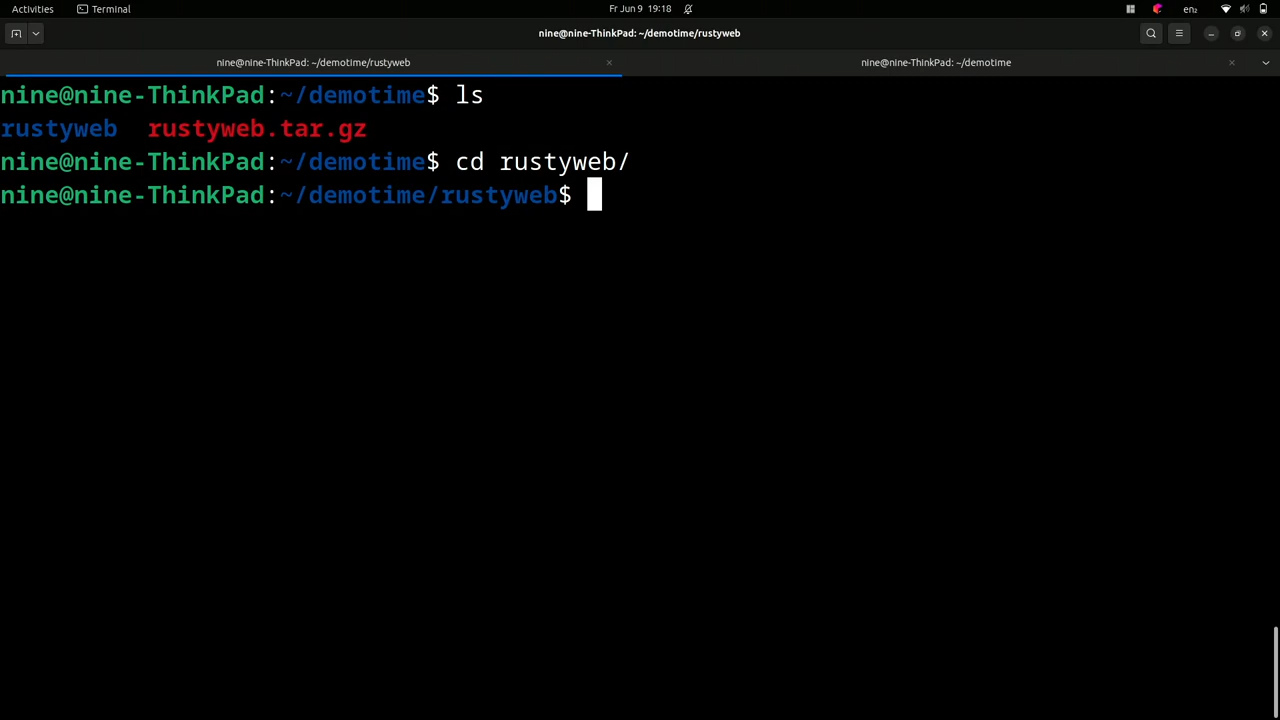 Activities Terminal Fr Jun 9 19:18 en₂
nine@nine-ThinkPad: ~/demotime/rustyweb
nine@nine-ThinkPad: ~/demotime/rustyweb × nine@nine-ThinkPad: ~/demotime ×
nine@nine-ThinkPad:~/demotime$ ls
rustyweb rustyweb.tar.gz
nine@nine-ThinkPad:~/demotime$ cd rustyweb/
nine@nine-ThinkPad:~/demotime/rustyweb$